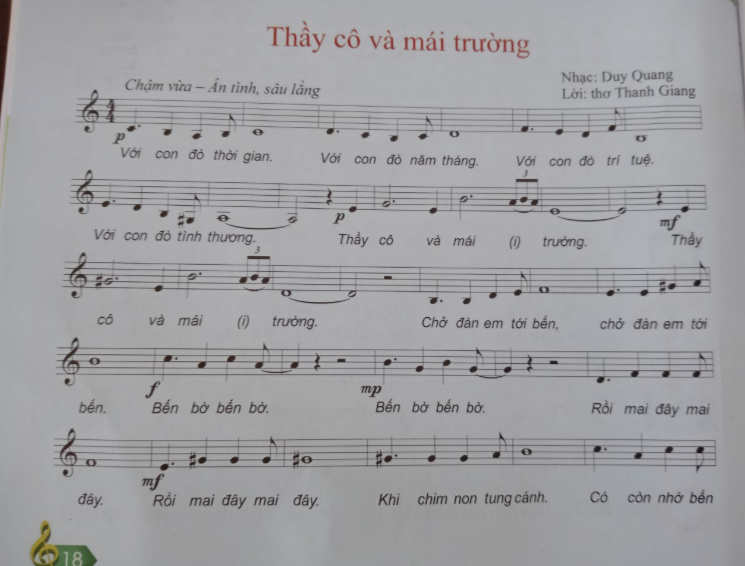 Thầy cô và mái trường
Nhạc: Duy Quang
Chậm vừa – Ân tình, sâu lắng
Lời: thơ Thanh Giang
4
4
p
Với con đò thời gian. Với con đò năm tháng. Với con đò trí tuệ.
3
p
mf
Với con đò tình thương. Thầy cô và mái (i) trường. Thầy
3
cô và mái (i) trường. Chở đàn em tới bến, chở đàn em tới
f
mp
bến. Bến bờ bến bờ. Bến bờ bến bờ. Rồi mai đây mai
mf
đây. Rồi mai đây mai đây. Khi chim non tung cánh. Có còn nhớ bến
18